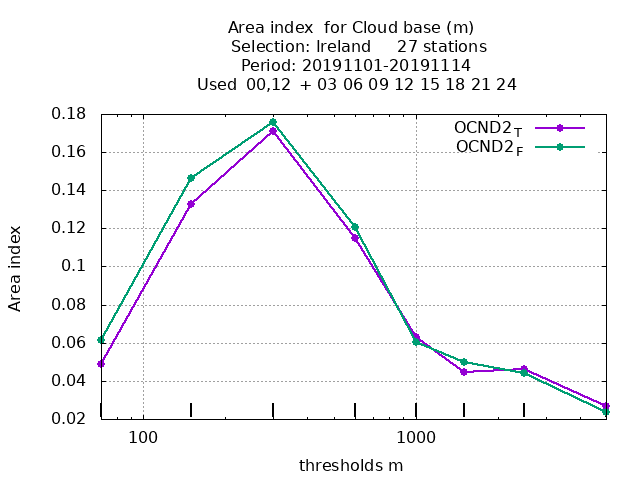 Area index for Cloud base (m)
Selection: Ireland 27 stations
Period: 20191101-20191114
Used 00,12 + 03 06 09 12 15 18 21 24
OCND2T
OCND2F
0.18
0.16
0.14
0.12
0.1
0.08
0.06
0.04
0.02
Area index
100 1000
thresholds m